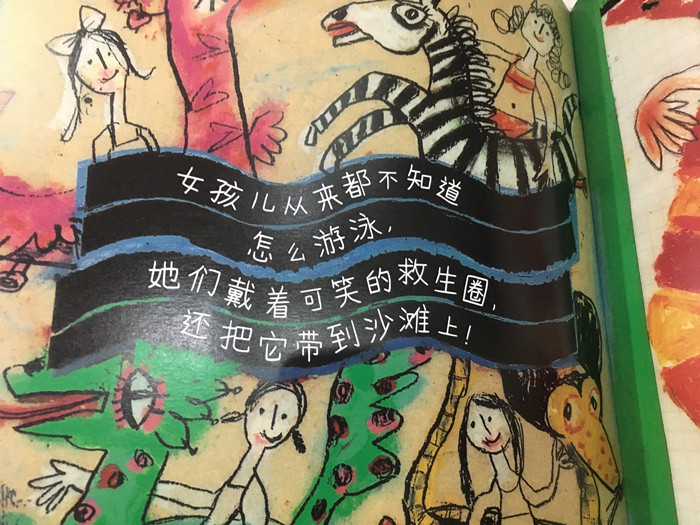 女孩儿从来都不知道
怎么游泳,
她们戴着可笑的救生圈,
还把它带到沙滩上!